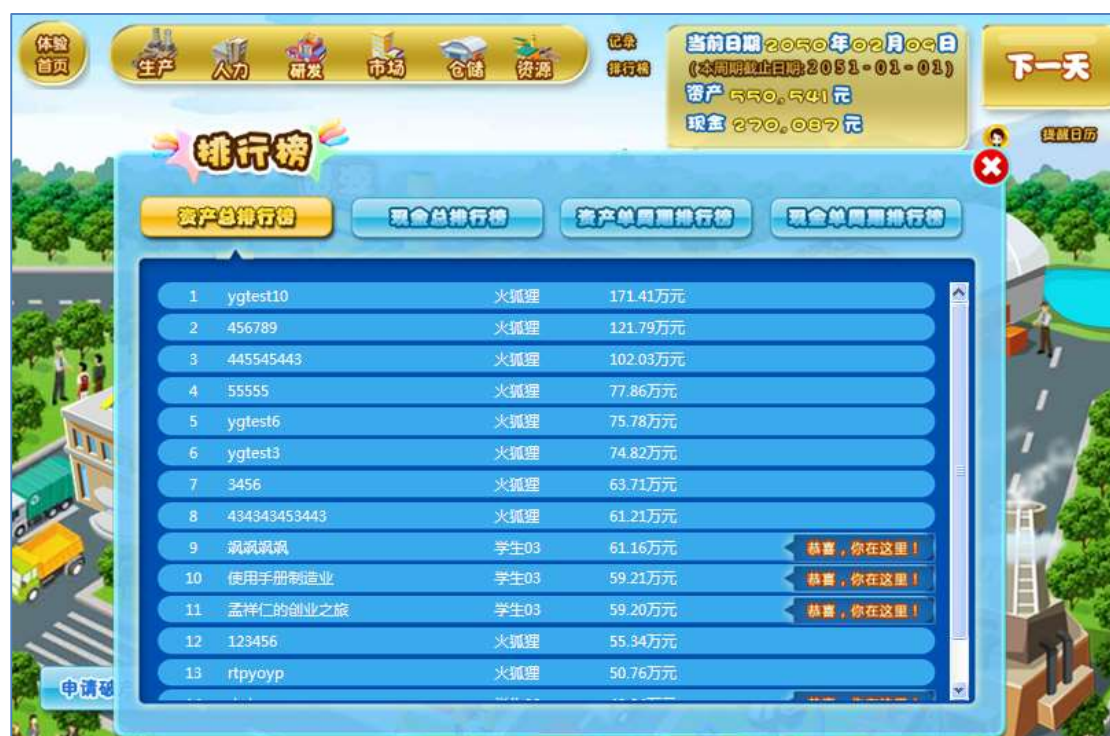 体验首页
生产 人力 研发 市场 仓储 资源
记录
排行榜
当前日期 2050年02月09日
(本周期截止日期:2051-01-01)
资产 550,541元
现金 270,087元
下一天
提醒日历
排行榜
资产总排行榜 现金总排行榜 资产单周期排行榜 现金单周期排行榜
1 ygtest10 火狐狸 171.41万元
2 456789 火狐狸 121.79万元
3 445545443 火狐狸 102.03万元
4 55555 火狐狸 77.86万元
5 ygtest6 火狐狸 75.78万元
6 ygtest3 火狐狸 74.82万元
7 3456 火狐狸 63.71万元
8 434343453443 火狐狸 61.21万元
9 飒飒飒飒 学生03 61.16万元 恭喜，你在这里！
10 使用手册制造业 学生03 59.21万元 恭喜，你在这里！
11 孟祥仁的创业之旅 学生03 59.20万元 恭喜，你在这里！
12 123456 火狐狸 55.34万元
13 rtpyoyp 火狐狸 50.76万元
申请破